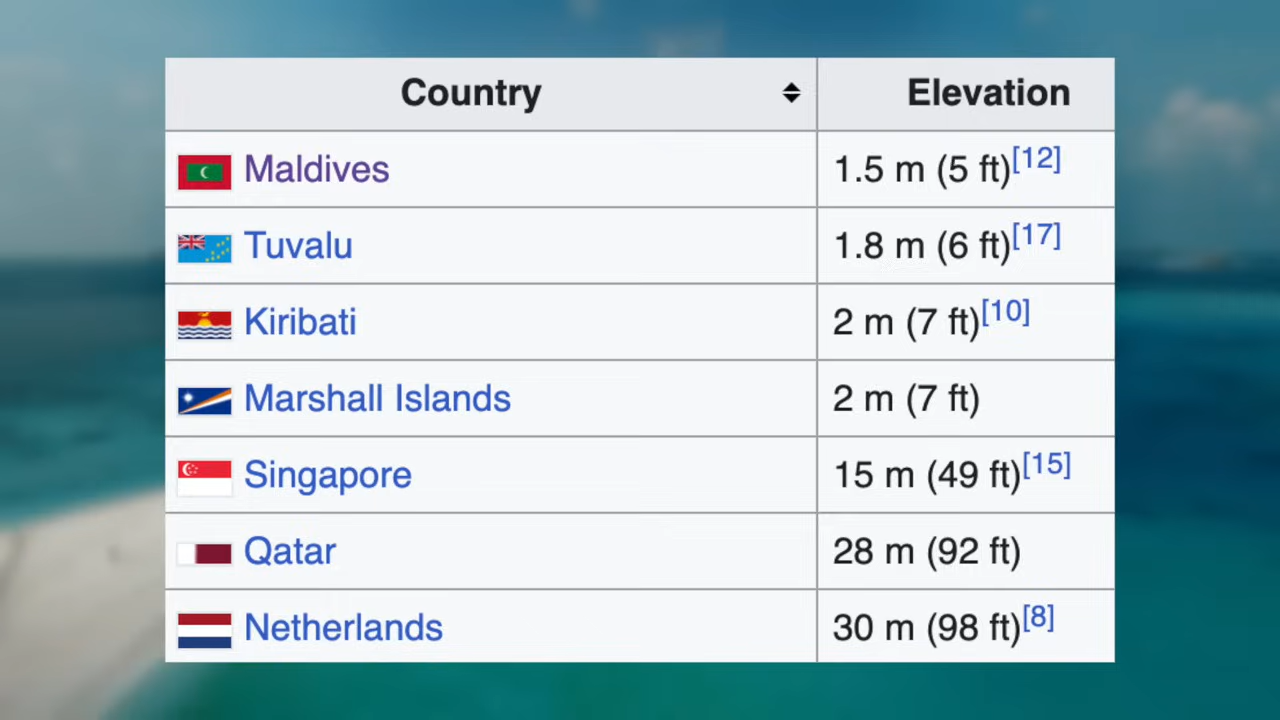 Country Elevation
Maldives 1.5 m (5 ft)[12]
Tuvalu 1.8 m (6 ft)[17]
Kiribati 2 m (7 ft)[10]
Marshall Islands 2 m (7 ft)
Singapore 15 m (49 ft)[15]
Qatar 28 m (92 ft)
Netherlands 30 m (98 ft)[8]